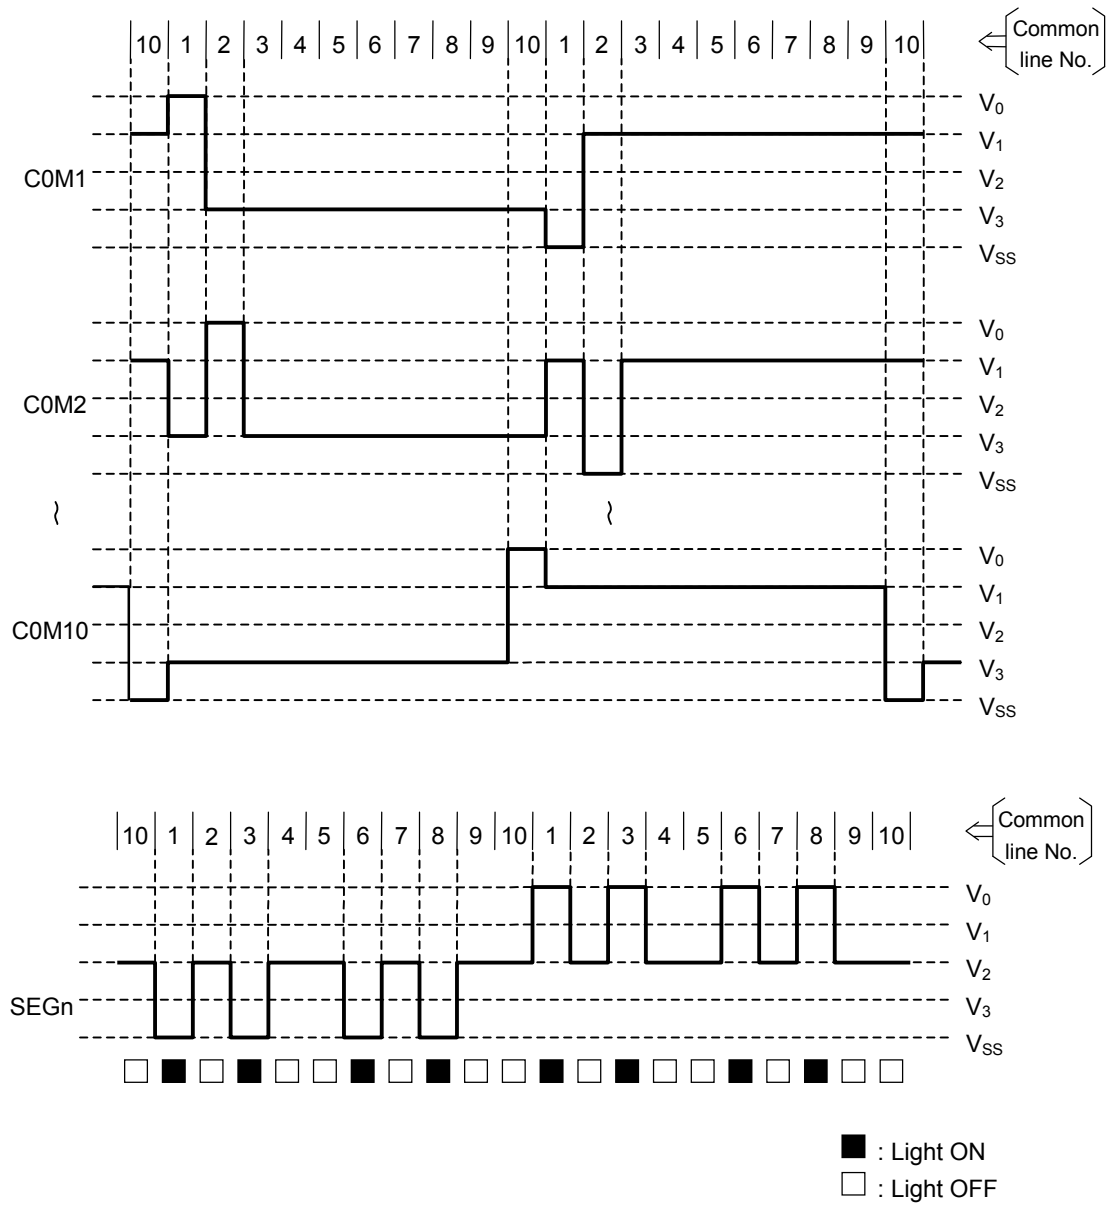 10 1 2 3 4 5 6 7 8 9 10 1 2 3 4 5 6 7 8 9 10
Common
line No.
V0
V1
C0M1
V2
V3
VSS
V0
V1
C0M2
V2
V3
VSS
V0
V1
C0M10
V2
V3
VSS
10 1 2 3 4 5 6 7 8 9 10 1 2 3 4 5 6 7 8 9 10
Common
line No.
V0
V1
V2
SEGn
V3
VSS
: Light ON
: Light OFF